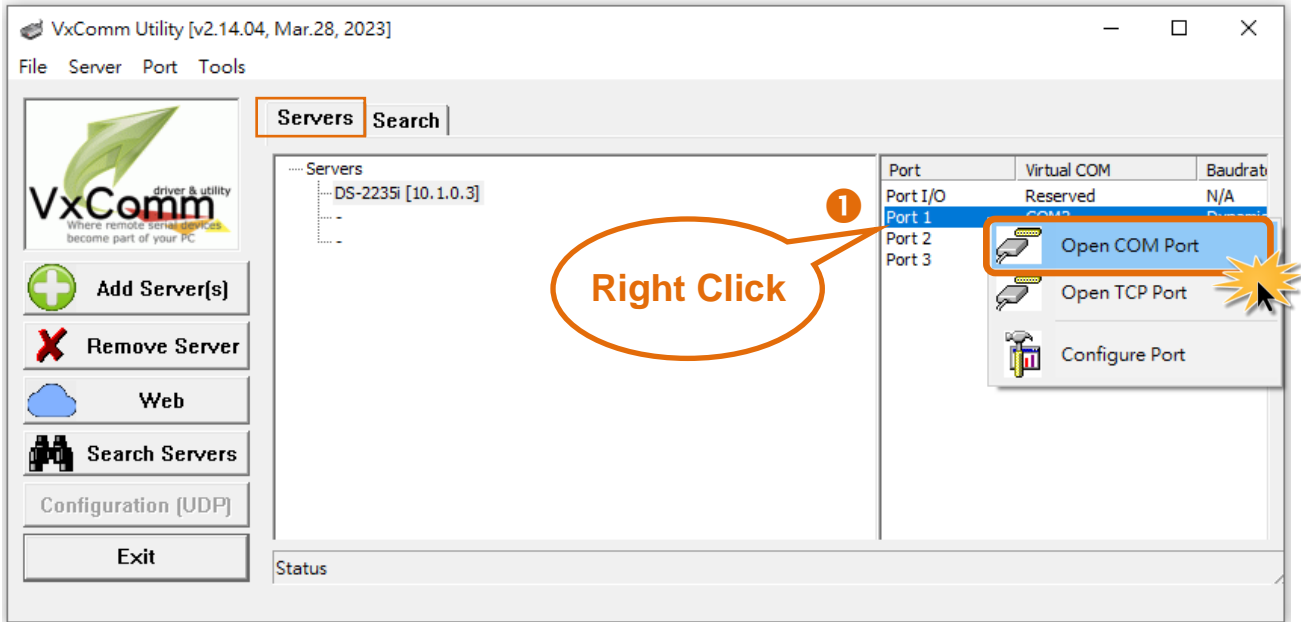 VxComm Utility [v2.14.04, Mar.28, 2023]
File Server Port Tools
Servers Search
VxComm
driver & utility
Where remote serial devices
become part of your PC
Add Server(s)
Remove Server
Web
Search Servers
Configuration (UDP)
Exit
Servers
DS-2235i [10.1.0.3]
-
-
Port Virtual COM Baudrat
Port I/O Reserved N/A
Port 1 COM2 Dynamic
Port 2
Port 3
1
Right Click
Open COM Port
Open TCP Port
Configure Port
Status